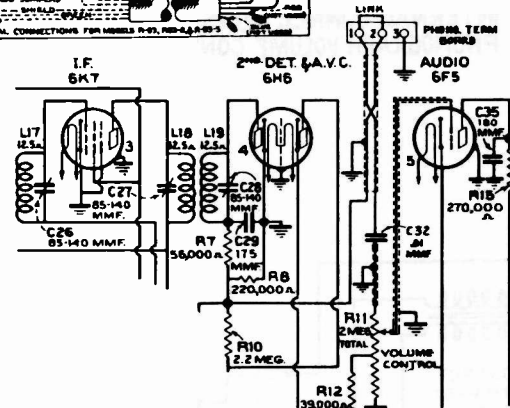 SHIELD
GREEN
AL CONNECTIONS FOR MODELS R-93,
LINK
1 2 3
PHONO. TERM
BOARD
I.F.
6K7
2ND. DET. & A.V.C.
6H6
AUDIO
6F5
L17
12.5Ω
3
L18
12.5Ω
L19
12.5Ω
4
5
C35
180
MMF.
C27
85-140
MMF.
C28
85-140
MMF
C26
85-140 MMF.
R7
56,000Ω
C29
175
MMF
R8
220,000Ω
C32
.01
MMF
R15
270,000
Ω
R10
2.2 MEG.
R11
2 MEG.
TOTAL
VOLUME
CONTROL
R12
39,000Ω